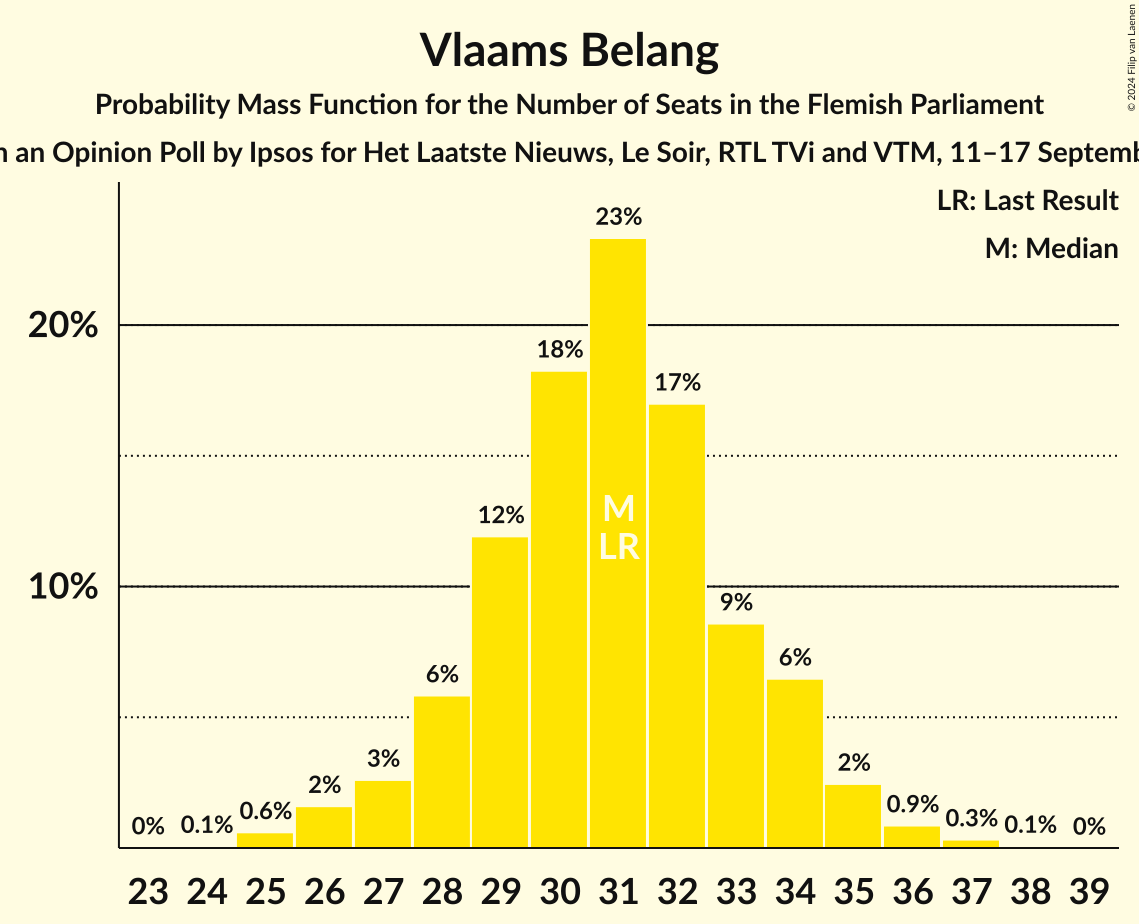 Vlaams Belang
Probability Mass Function for the Number of Seats in the Flemish Parliament
an Opinion Poll by Ipsos for Het Laatste Nieuws, Le Soir, RTL TVi and VTM, 11–17
© 2024 Filip van Laenen
LR: Last Result
M: Median
23%
20%
18%
17%
M
LR
12%
10%
9%
6%
6%
3%
2%
2%
0%
0.1%
0.6%
0.9%
0.3%
0.1%
0%
23 24 25 26 27 28 29 30 31 32 33 34 35 36 37 38 39